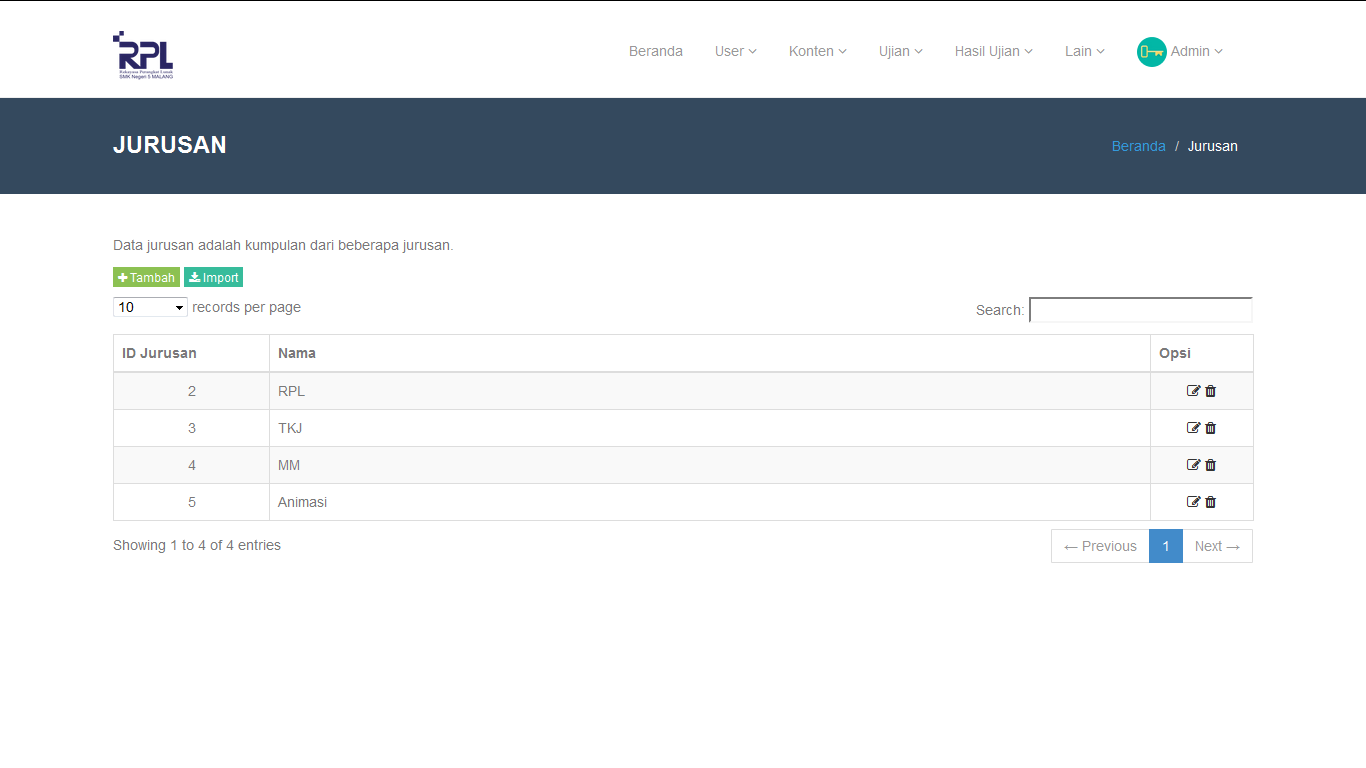 RPL
Rekayasa Perangkat Lunak
SMK Negeri 5 MALANG
Beranda User Konten Ujian Hasil Ujian Lain Admin
JURUSAN
Beranda / Jurusan
Data jurusan adalah kumpulan dari beberapa jurusan.
Tambah Import
10 records per page
Search:
ID Jurusan Nama Opsi
2 RPL
3 TKJ
4 MM
5 Animasi
Showing 1 to 4 of 4 entries
← Previous 1 Next →